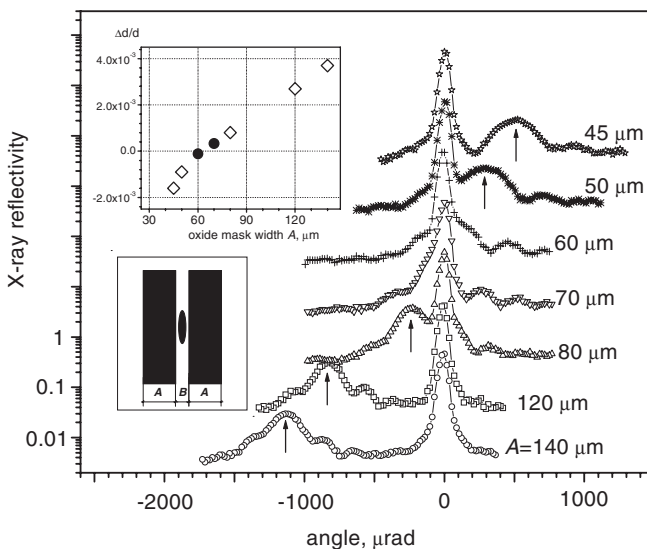 Δd/d
4.0x10⁻³
2.0x10⁻³
0.0
-2.0x10⁻³
30 60 90 120
oxide mask width A, μm
A B A
X-ray reflectivity
1
0.1
0.01
45 μm
50 μm
60 μm
70 μm
80 μm
120 μm
A=140 μm
-2000 -1000 0 1000
angle, μrad